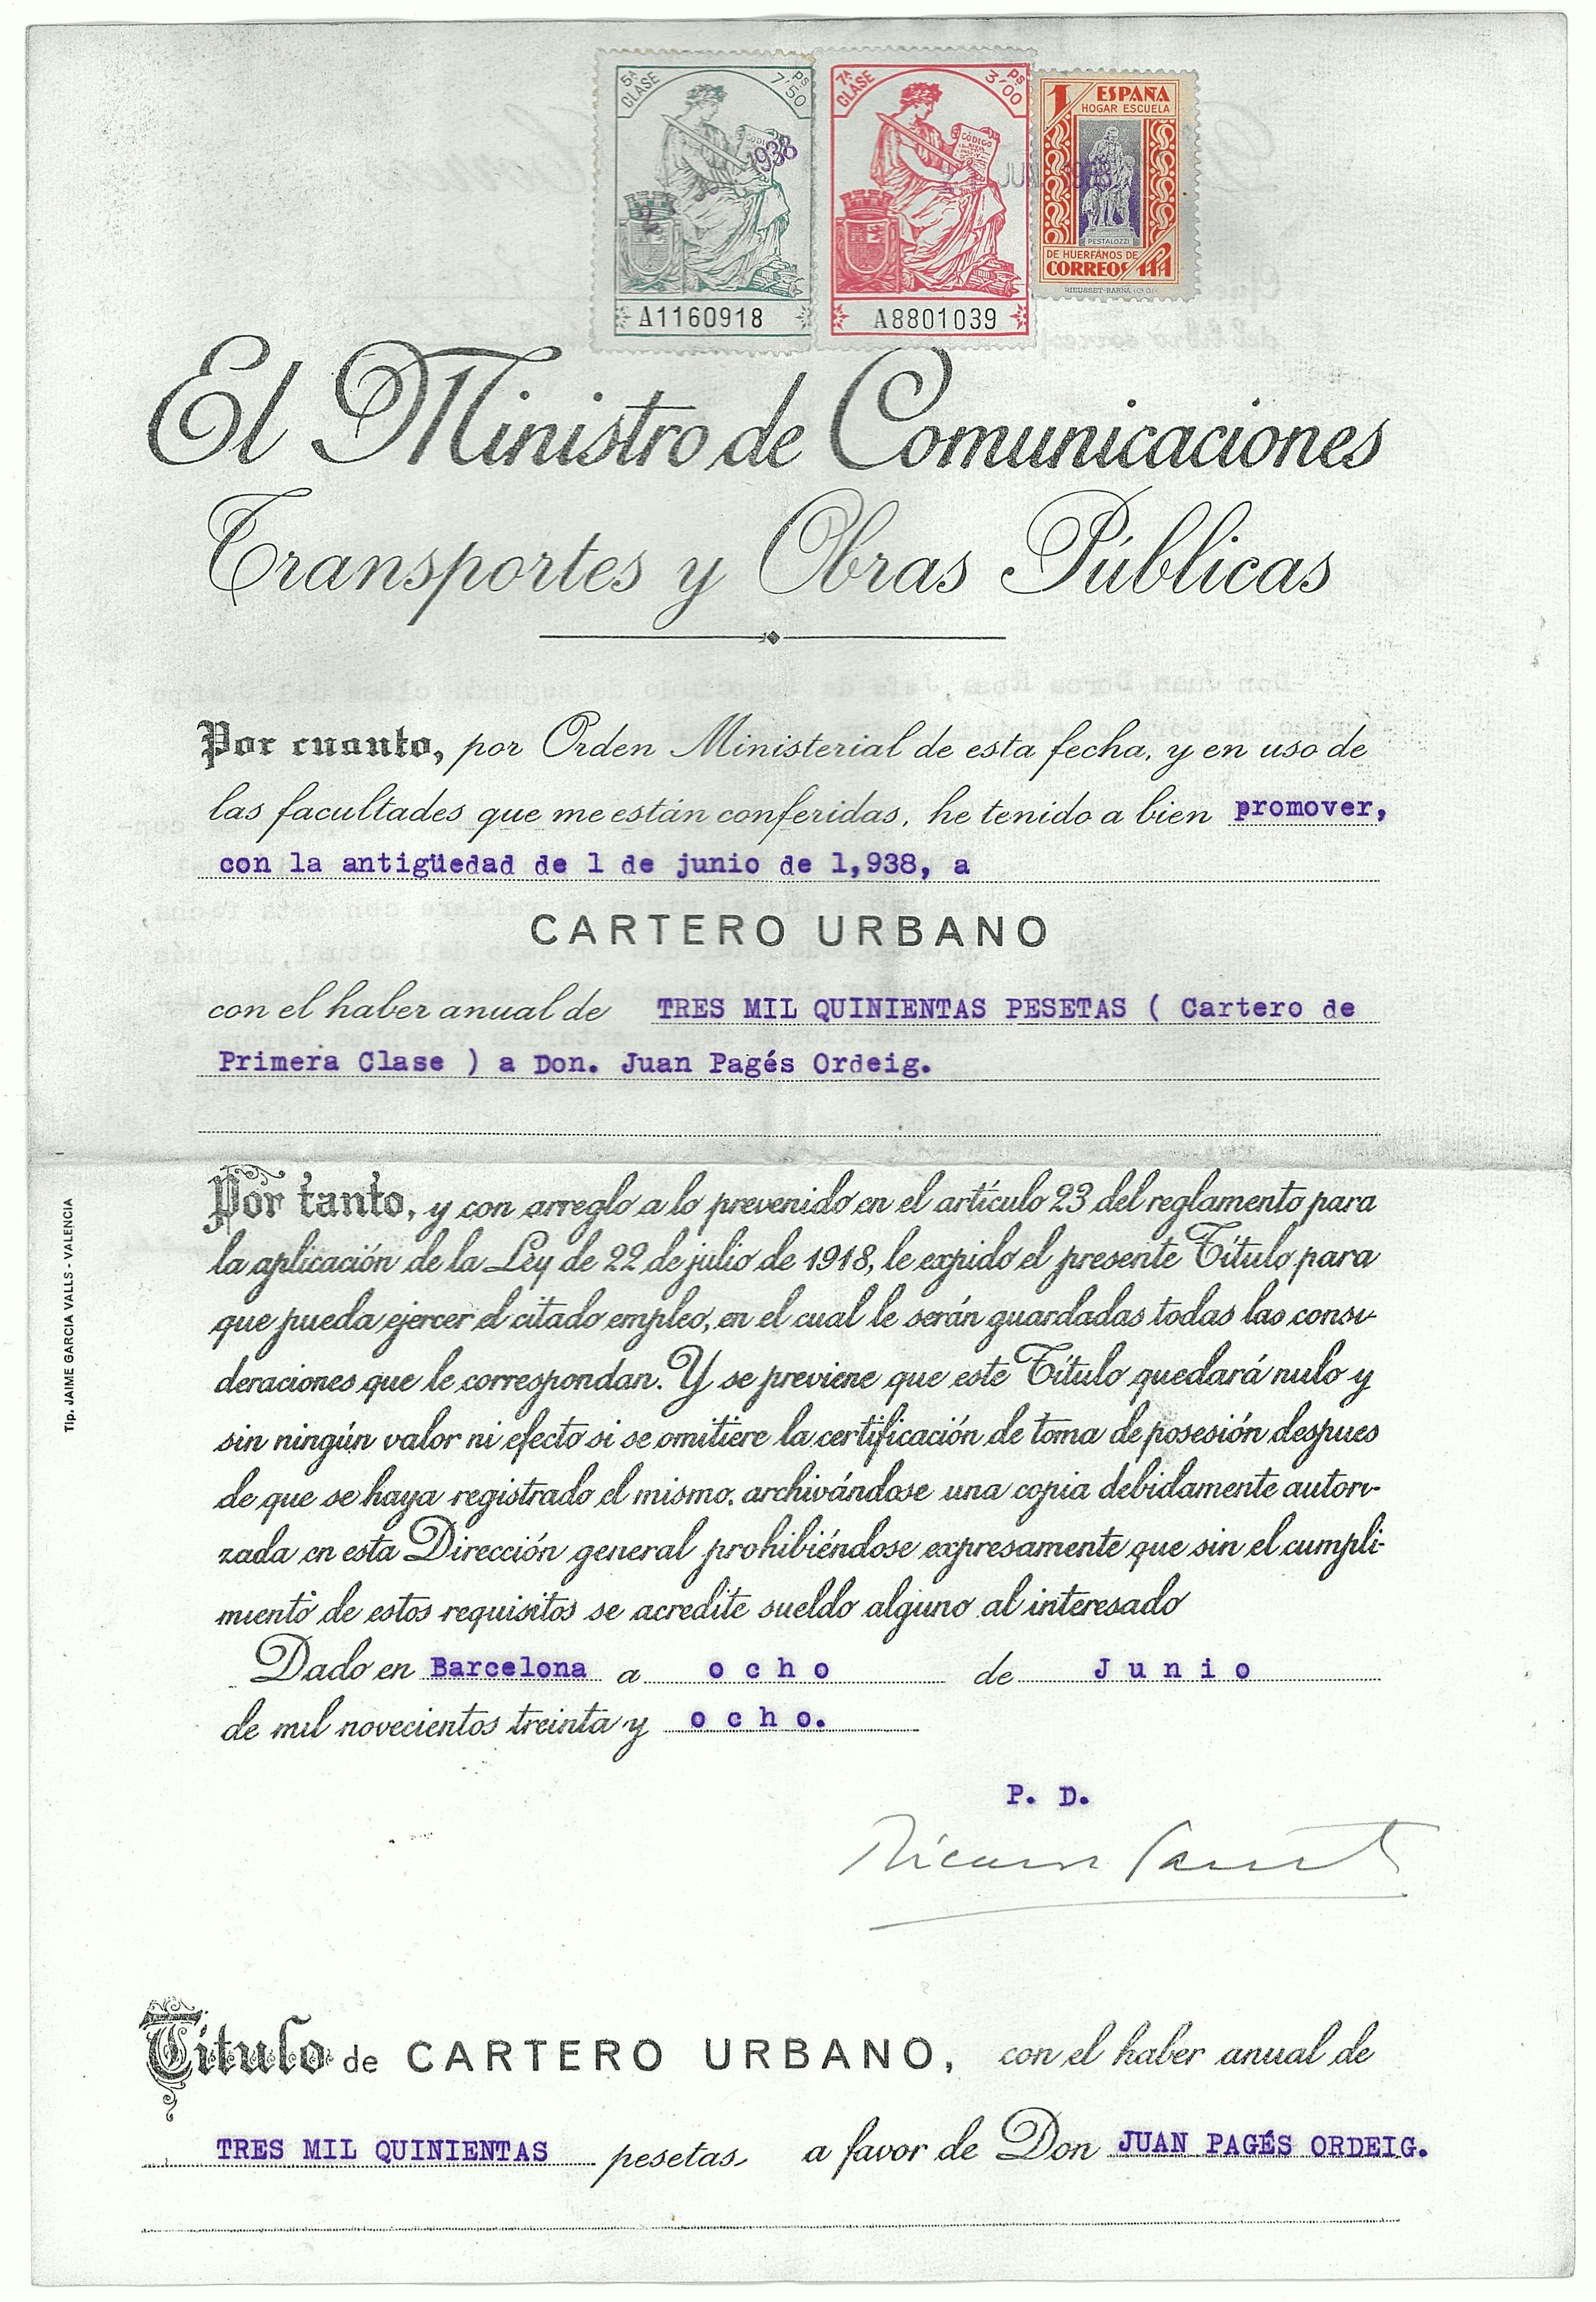 5ª CLASE
Ps 7'50
1938
A1160918
7ª CLASE
Ps 3'00
CÓDIGO
JUN 1938
A8801039
1 ESPAÑA
HOGAR ESCUELA
PESTALOZZI
DE HUERFANOS DE
CORREOS 1 PTA
RIEUSSET-BARNA
El Ministro de Comunicaciones
Transportes y Obras Públicas
Por cuanto, por Orden Ministerial de esta fecha, y en uso de
las facultades que me están conferidas, he tenido a bien promover,
con la antigüedad de 1 de junio de 1,938, a
CARTERO URBANO
con el haber anual de TRES MIL QUINIENTAS PESETAS ( Cartero de
Primera Clase ) a Don. Juan Pagés Ordeig.
Por tanto, y con arreglo a lo prevenido en el artículo 23 del reglamento para
la aplicación de la Ley de 22 de julio de 1918, le expido el presente Título para
que pueda ejercer el citado empleo, en el cual le serán guardadas todas las consi-
deraciones que le correspondan. Y se previene que este Título quedará nulo y
sin ningún valor ni efecto si se omitiere la certificación de toma de posesión despues
de que se haya registrado el mismo, archivándose una copia debidamente autori-
zada en esta Dirección general prohibiéndose expresamente que sin el cumpli-
miento de estos requisitos se acredite sueldo alguno al interesado
Dado en Barcelona a ocho de Junio
de mil novecientos treinta y ocho.
P. D.
Título de CARTERO URBANO, con el haber anual de
TRES MIL QUINIENTAS pesetas, a favor de Don JUAN PAGÉS ORDEIG.
Tip. JAIME GARCIA VALLS - VALENCIA